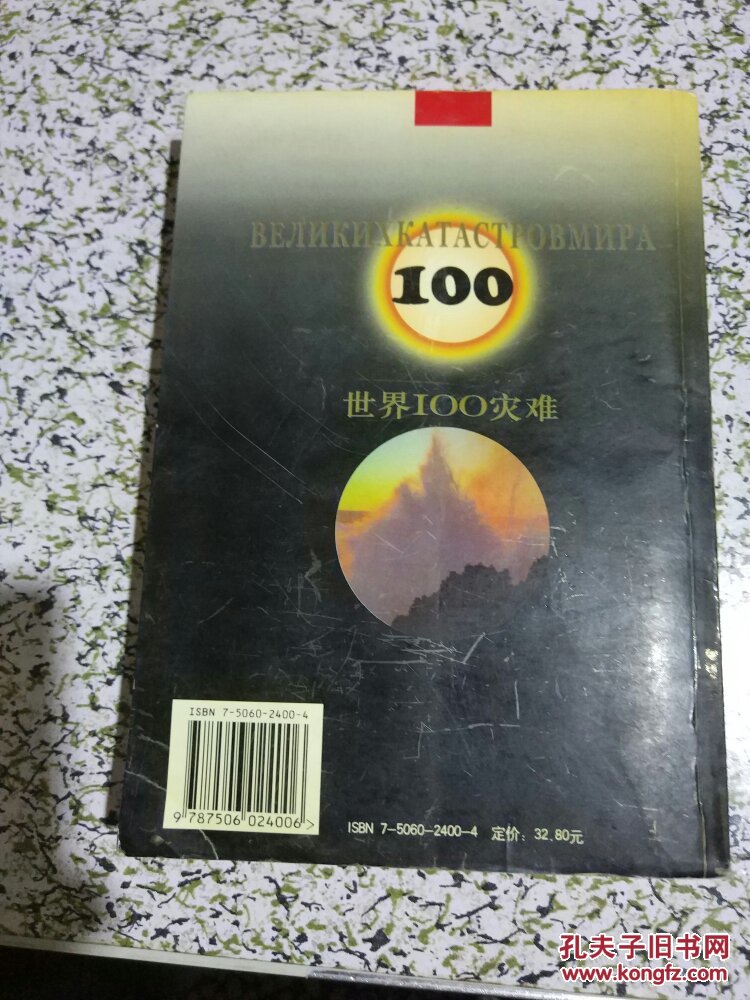 ВЕЛИКИХКАТАСТРОВМИРА
100
世界100灾难
ISBN 7-5060-2400-4
9 787506 024006 >
ISBN 7-5060-2400-4 定价: 32.80元
孔夫子旧书网
www.kongfz.com